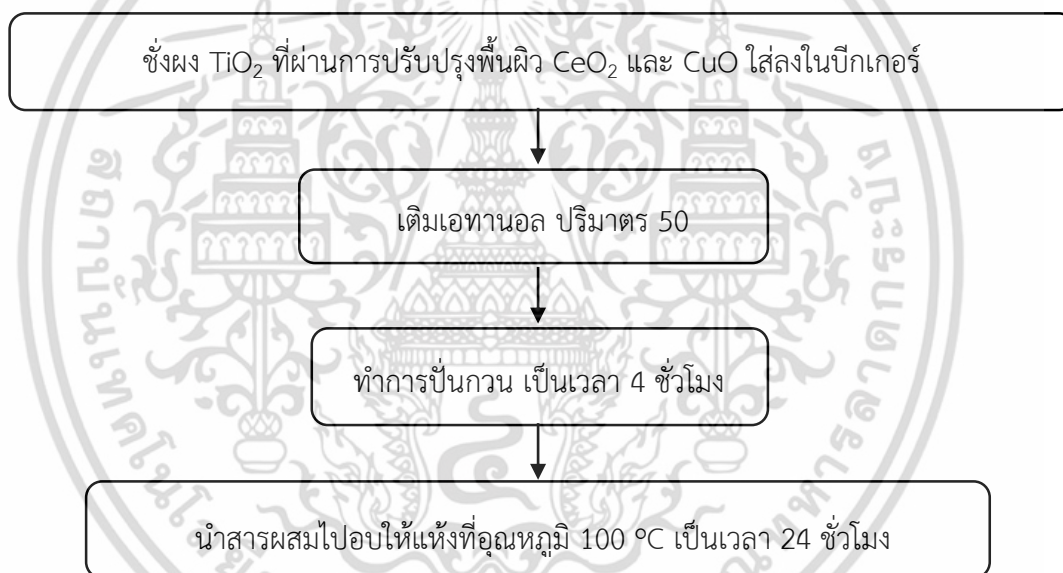 ชั่งผง TiO₂ ที่ผ่านการปรับปรุงพื้นผิว CeO₂ และ CuO ใส่ลงในบีกเกอร์
เติมเอทานอล ปริมาตร 50
ทำการปั่นกวน เป็นเวลา 4 ชั่วโมง
นำสารผสมไปอบให้แห้งที่อุณหภูมิ 100 °C เป็นเวลา 24 ชั่วโมง